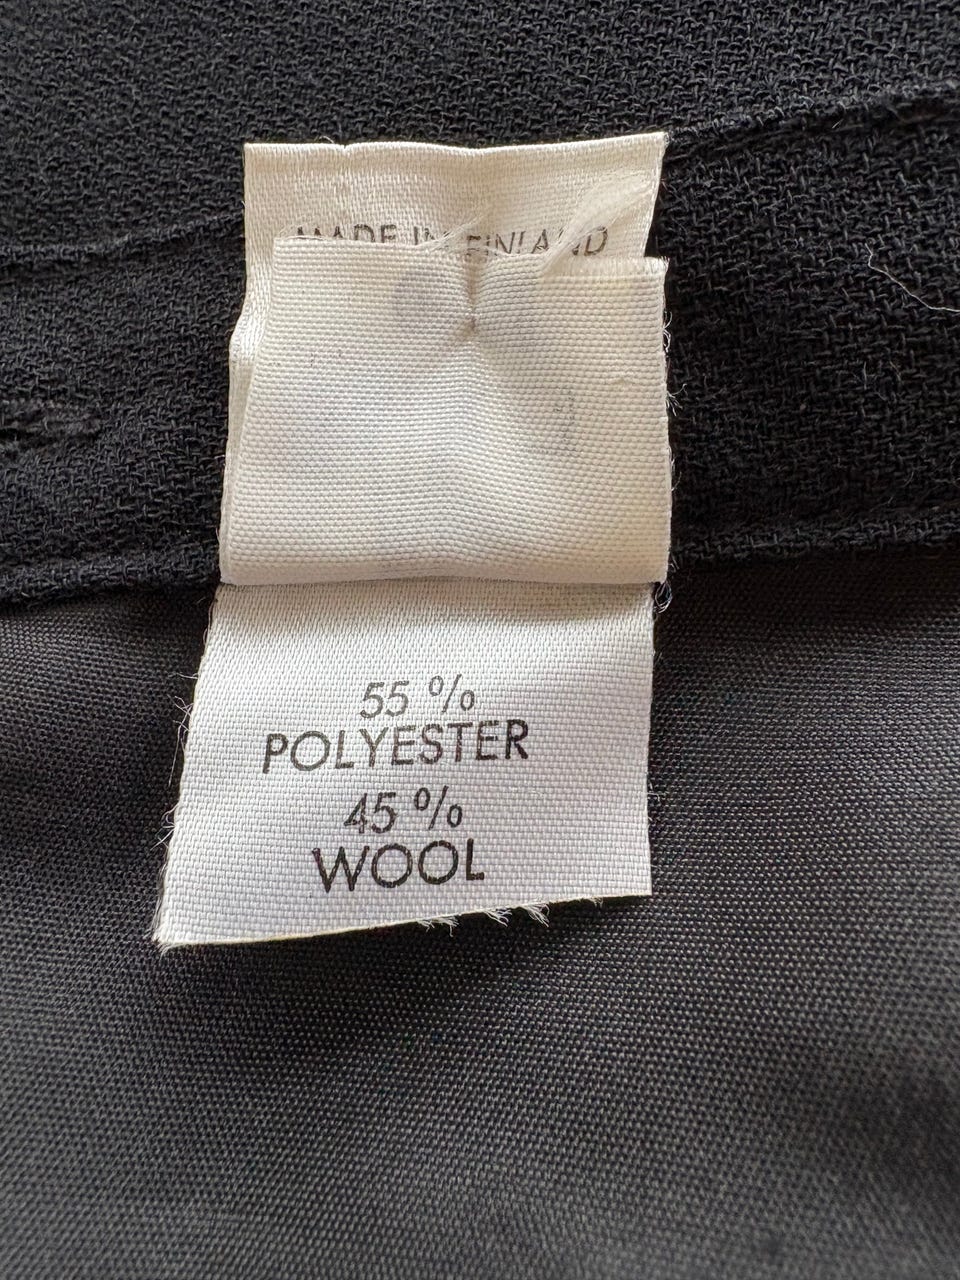 MADE IN FINLAND
55 %
POLYESTER
45 %
WOOL